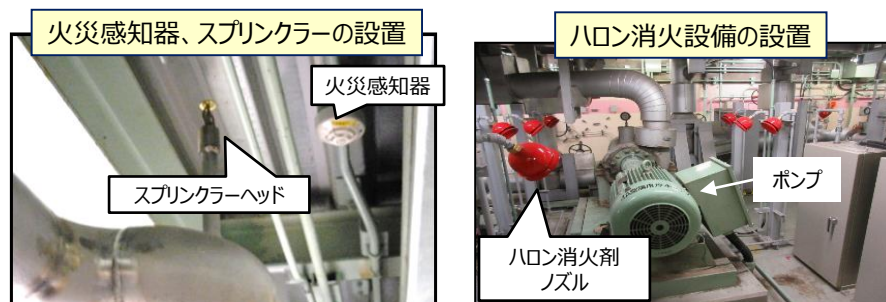 火災感知器、スプリンクラーの設置
火災感知器
スプリンクラーヘッド
ハロン消火設備の設置
ポンプ
ハロン消火剤
ノズル